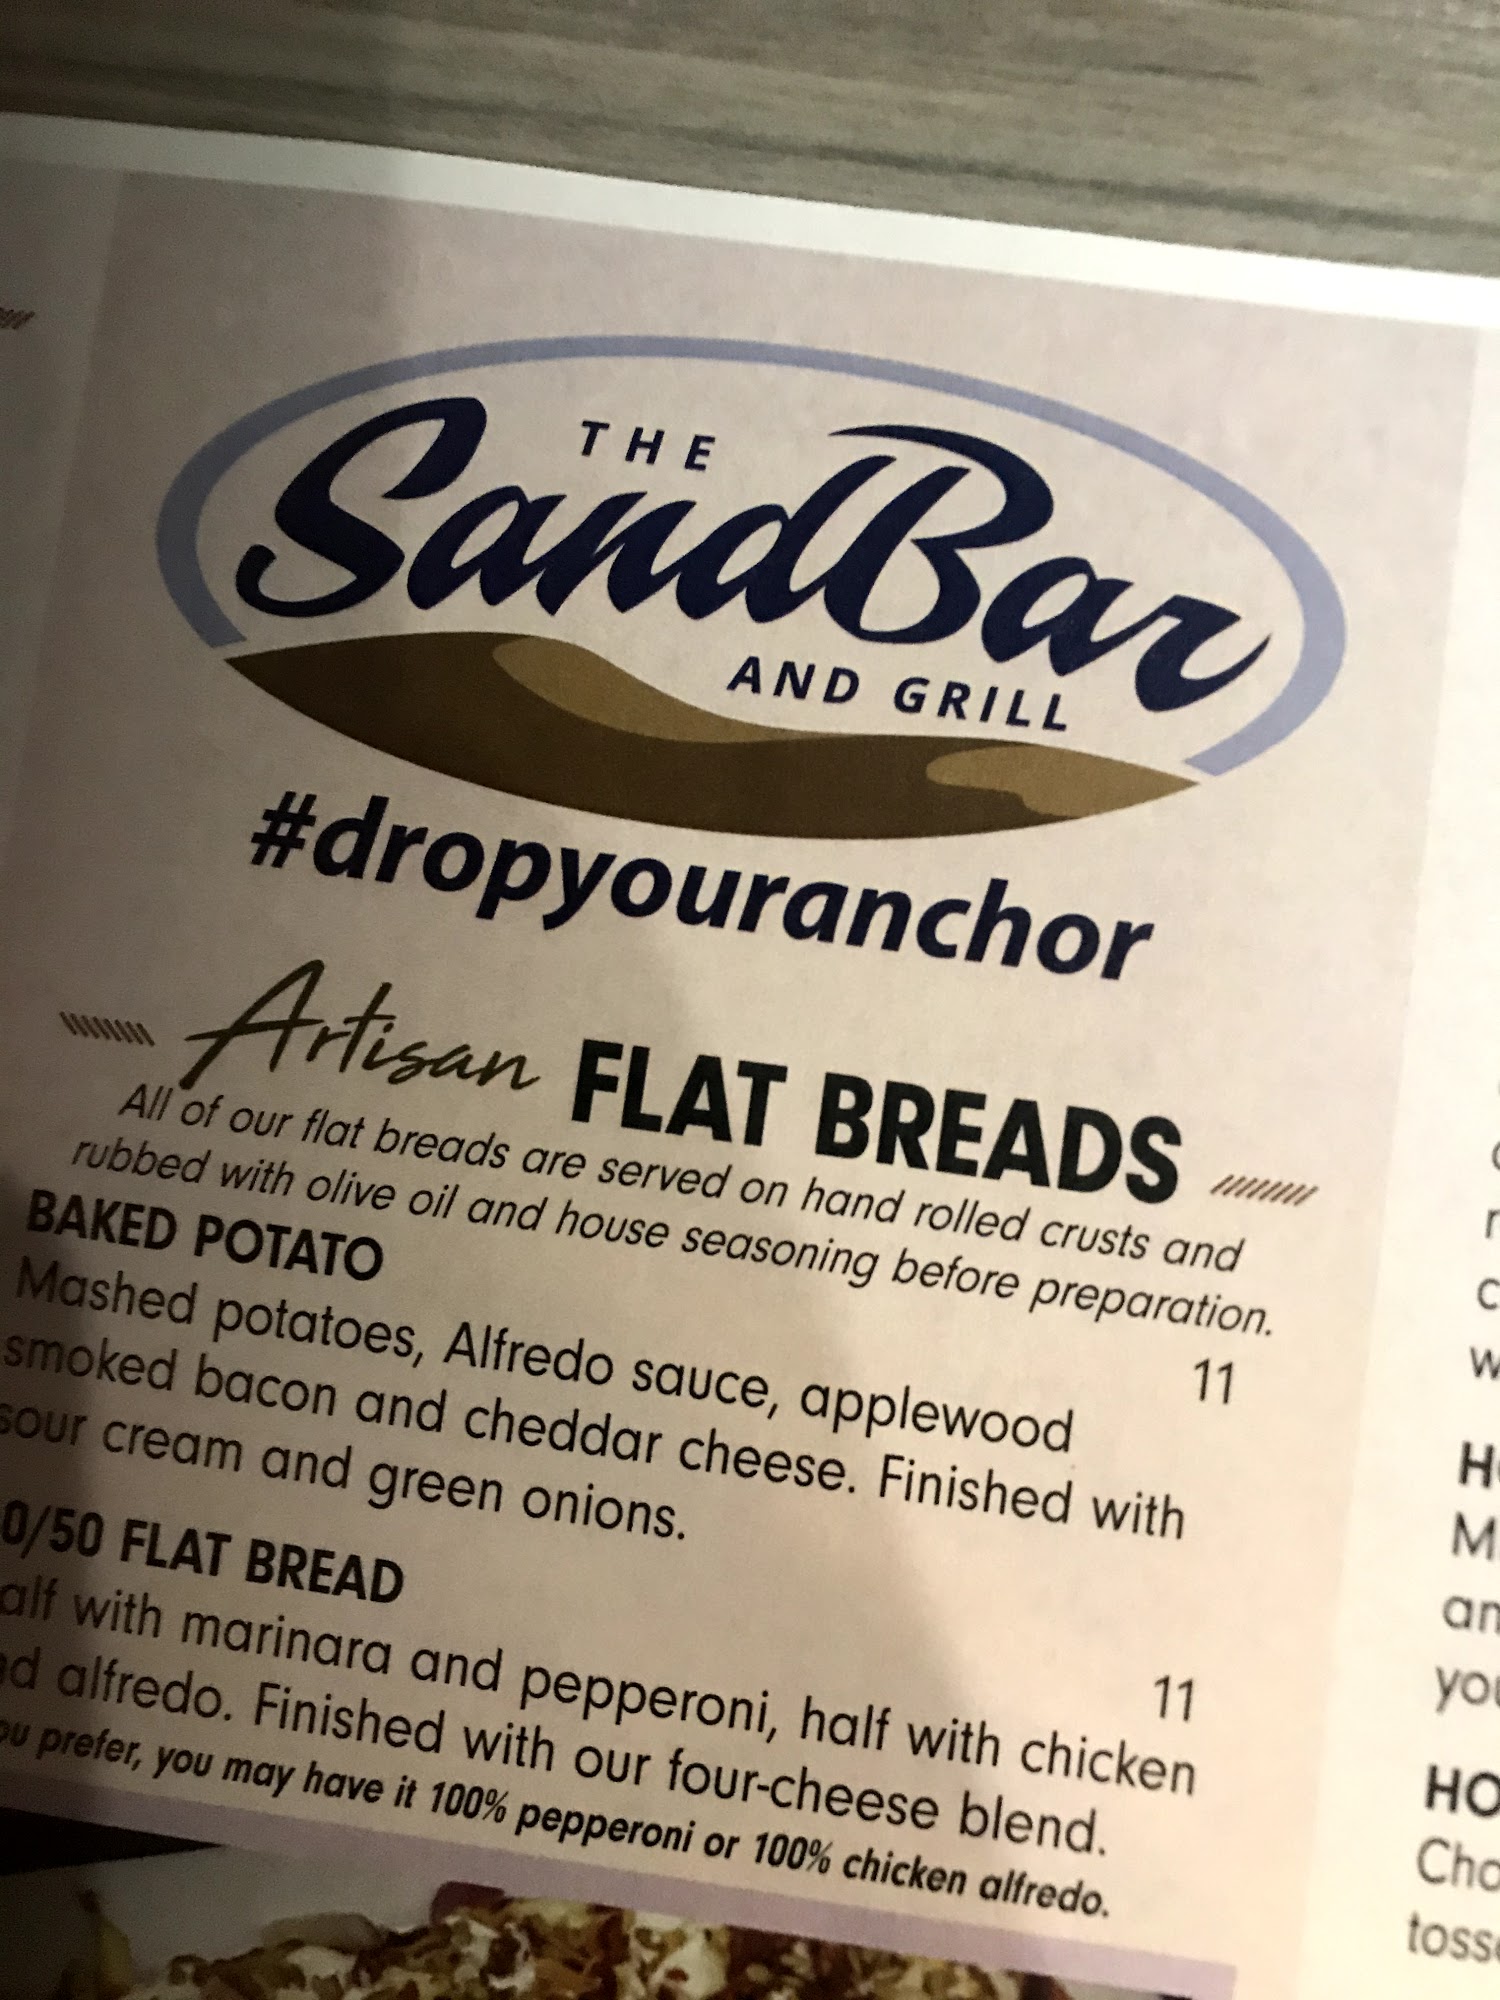 THE
SandBar
AND GRILL
#dropyouranchor
Artisan FLAT BREADS
All of our flat breads are served on hand rolled crusts and
rubbed with olive oil and house seasoning before preparation.
BAKED POTATO 11
Mashed potatoes, Alfredo sauce, applewood
smoked bacon and cheddar cheese. Finished with
sour cream and green onions.
0/50 FLAT BREAD 11
alf with marinara and pepperoni, half with chicken
nd alfredo. Finished with our four-cheese blend.
ou prefer, you may have it 100% pepperoni or 100% chicken alfredo.
HO
Cho